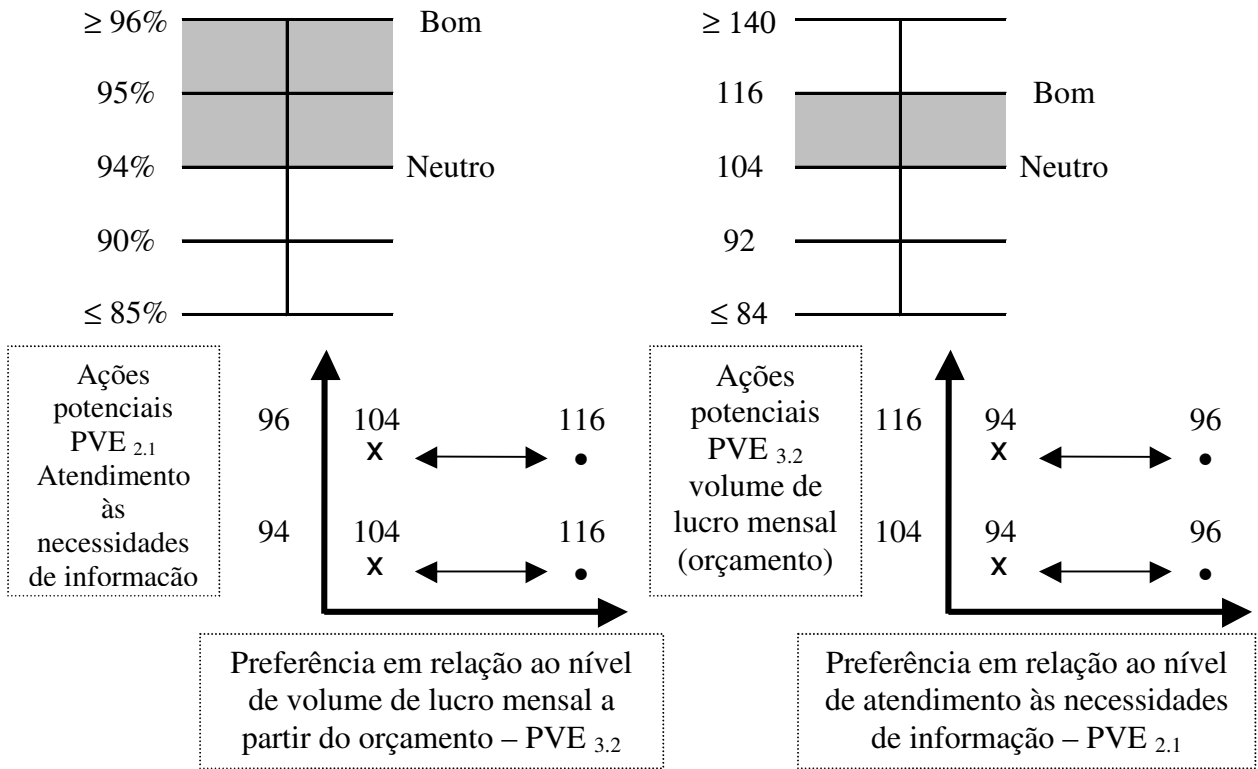 ≥ 96%
Bom
95%
94%
Neutro
90%
≤ 85%
≥ 140
116
Bom
104
Neutro
92
≤ 84
Ações
potenciais
PVE 2.1
Atendimento
às
necessidades
de informação
96
104
116
x
•
94
104
116
x
•
Preferência em relação ao nível
de volume de lucro mensal a
partir do orçamento – PVE 3.2
Ações
potenciais
PVE 3.2
volume de
lucro mensal
(orçamento)
116
94
96
x
•
104
94
96
x
•
Preferência em relação ao nível
de atendimento às necessidades
de informação – PVE 2.1